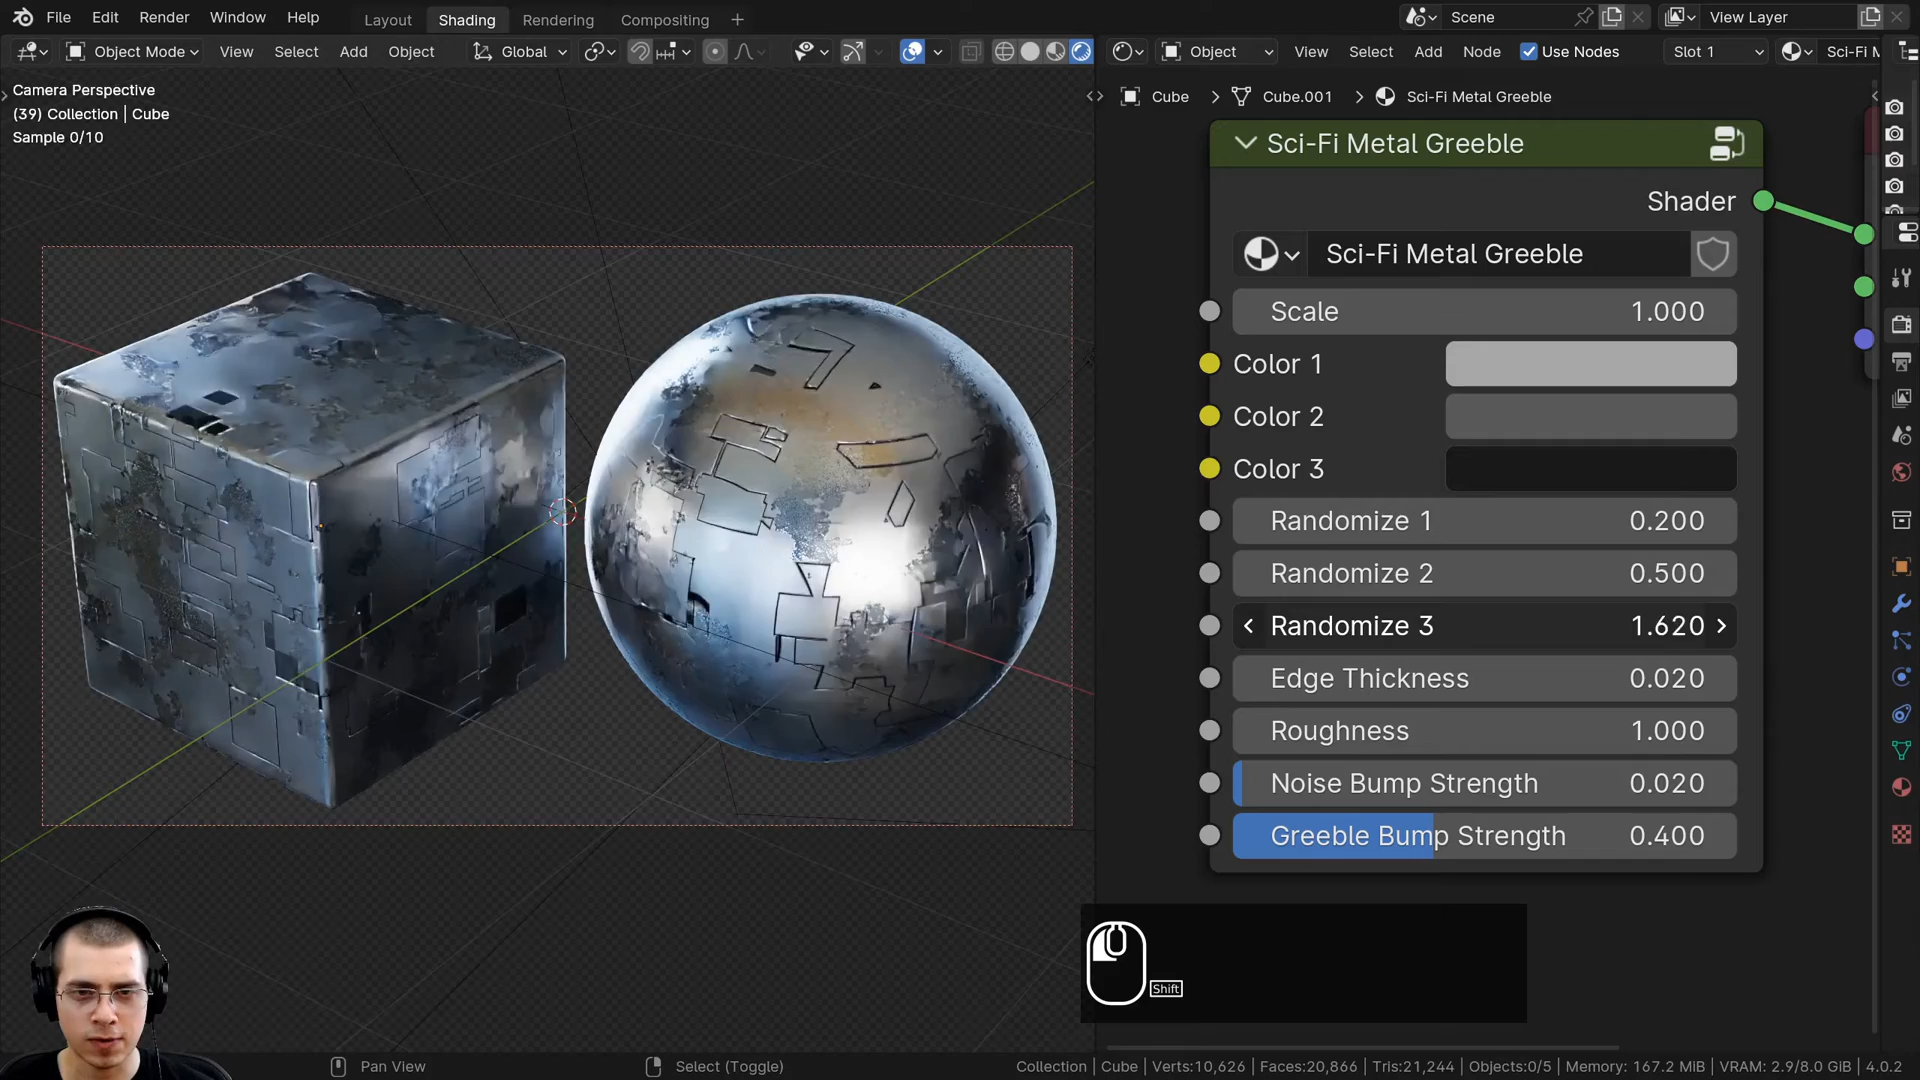 File Edit Render Window Help Layout Shading Rendering Compositing + Scene View Layer
Object Mode View Select Add Object Global Object View Select Add Node Use Nodes Slot 1 Sci-Fi M
Camera Perspective
(39) Collection | Cube
Sample 0/10
Cube > Cube.001 > Sci-Fi Metal Greeble
Sci-Fi Metal Greeble
Shader
Sci-Fi Metal Greeble
Scale 1.000
Color 1
Color 2
Color 3
Randomize 1 0.200
Randomize 2 0.500
Randomize 3 1.620
Edge Thickness 0.020
Roughness 1.000
Noise Bump Strength 0.020
Greeble Bump Strength 0.400
Shift
Pan View Select (Toggle) Collection | Cube | Verts:10,626 | Faces:20,866 | Tris:21,244 | Objects:0/5 | Memory: 167.2 MiB | VRAM: 2.9/8.0 GiB | 4.0.2